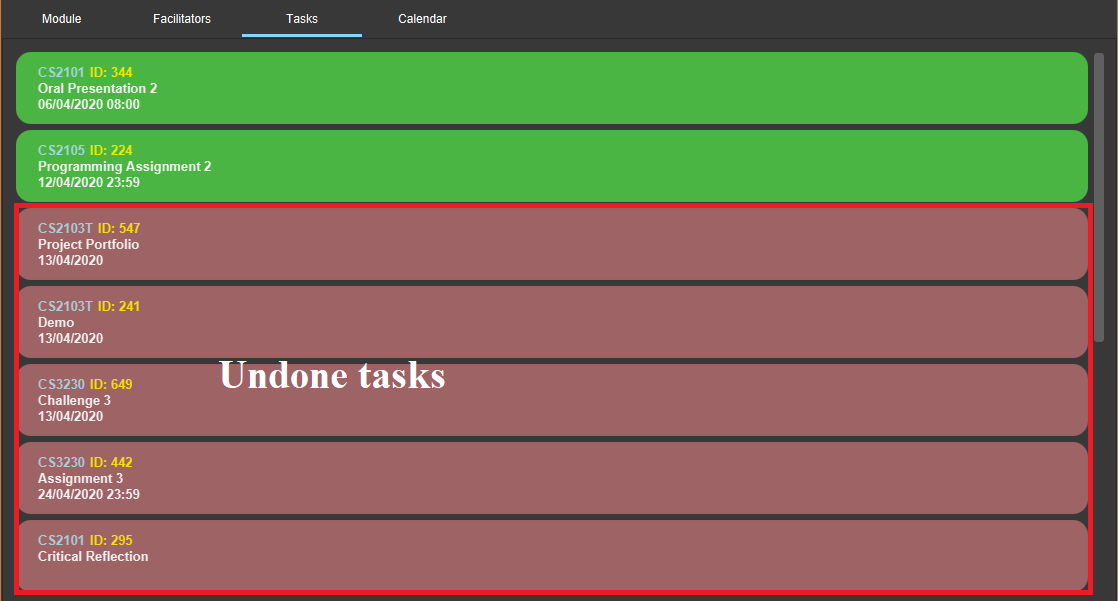 Module Facilitators Tasks Calendar
CS2101 ID: 344
Oral Presentation 2
06/04/2020 08:00
CS2105 ID: 224
Programming Assignment 2
12/04/2020 23:59
CS2103T ID: 547
Project Portfolio
13/04/2020
CS2103T ID: 241
Demo
13/04/2020
Undone tasks
CS3230 ID: 649
Challenge 3
13/04/2020
CS3230 ID: 442
Assignment 3
24/04/2020 23:59
CS2101 ID: 295
Critical Reflection